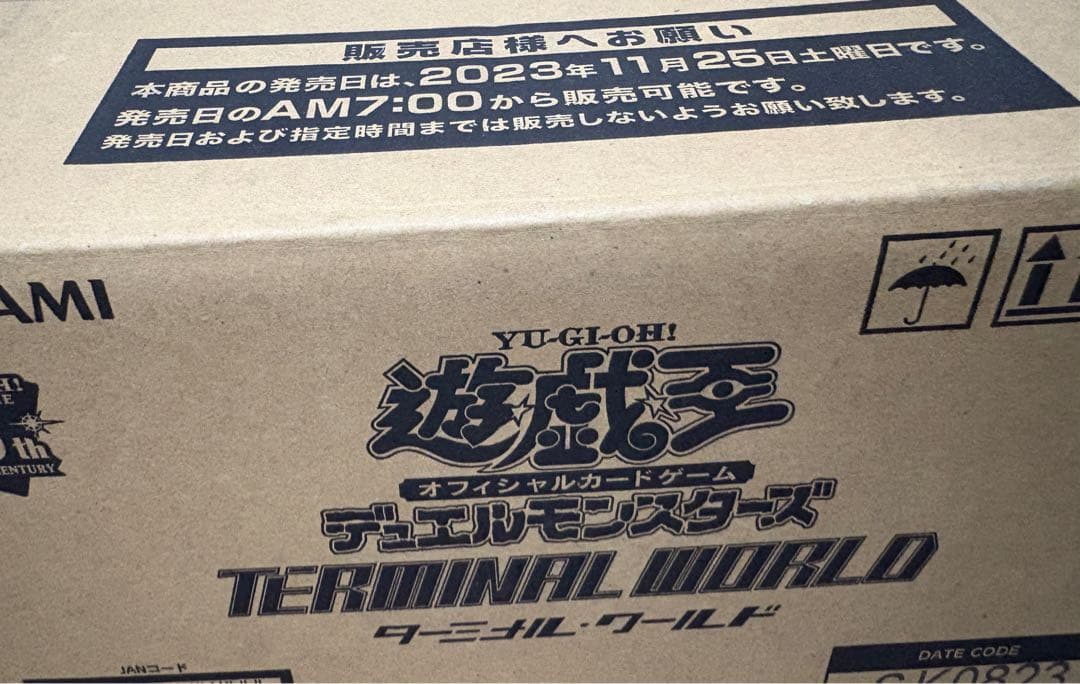 販売店様へお願い
本商品の発売日は、2023年11月25日土曜日です。
発売日のAM7:00から販売可能です。
発売日および指定時間までは販売しないようお願い致します。
AMI
YU-GI-OH!
遊戯王
オフィシャルカードゲーム
デュエルモンスターズ
TERMINAL WORLD
ターミナル・ワールド
H!
th
CENTURY
JANコード
DATE CODE